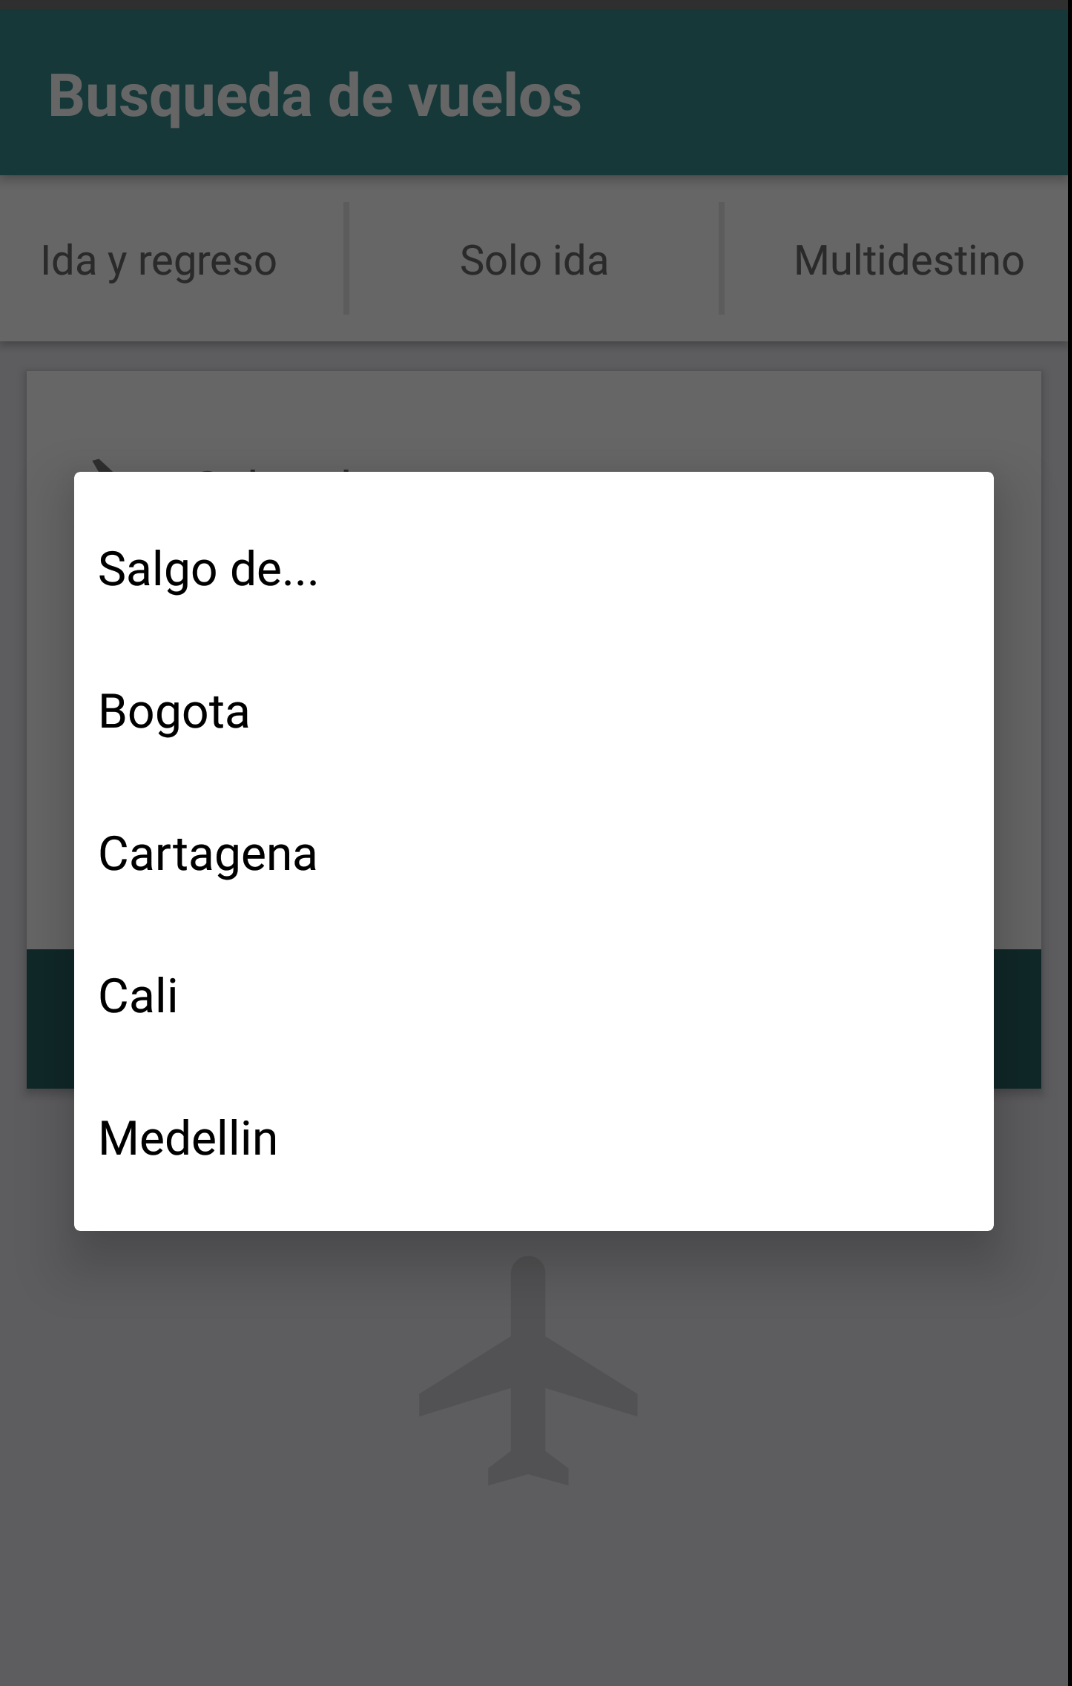 Busqueda de vuelos
Ida y regreso
Solo ida
Multidestino
Salgo de...
Bogota
Cartagena
Cali
Medellin